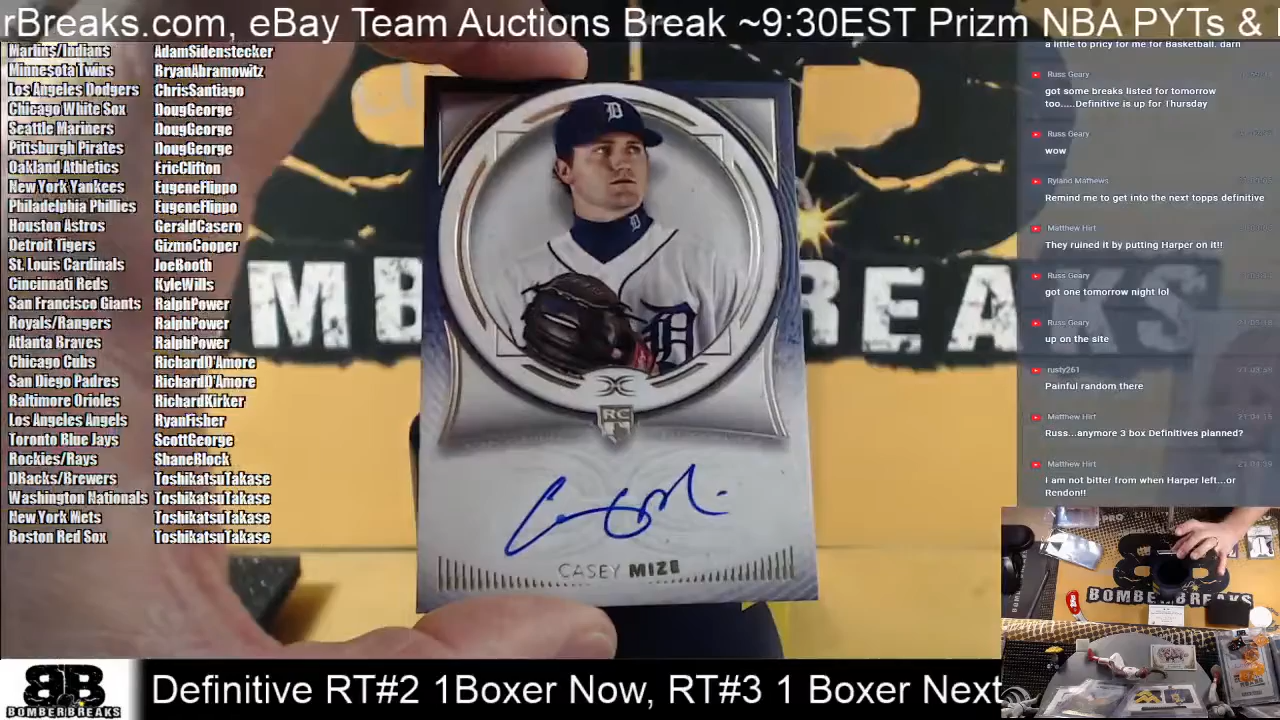 rBreaks.com, eBay Team Auctions Break ~9:30EST Prizm NBA PYTs &
Marlins/Indians AdamSidenstecker
Minnesota Twins BryanAbramowitz
Los Angeles Dodgers ChrisSantiago
Chicago White Sox DougGeorge
Seattle Mariners DougGeorge
Pittsburgh Pirates DougGeorge
Oakland Athletics EricClifton
New York Yankees EugeneFlippo
Philadelphia Phillies EugeneFlippo
Houston Astros GeraldCasero
Detroit Tigers GizmoCooper
St. Louis Cardinals JoeBooth
Cincinnati Reds KyleWills
San Francisco Giants RalphPower
Royals/Rangers RalphPower
Atlanta Braves RalphPower
Chicago Cubs RichardD'Amore
San Diego Padres RichardD'Amore
Baltimore Orioles RichardKirker
Los Angeles Angels RyanFisher
Toronto Blue Jays ScottGeorge
Rockies/Rays ShaneBlock
DBacks/Brewers ToshikatsuTakase
Washington Nationals ToshikatsuTakase
New York Mets ToshikatsuTakase
Boston Red Sox ToshikatsuTakase
D
D
D
RC
CASEY MIZE
MB REAKS
a little to pricy for me for Basketball. darn
Russ Geary
got some breaks listed for tomorrow
too.....Definitive is up for Thursday
Russ Geary
wow
Ryland Mathews
Remind me to get into the next topps definitive
Matthew Hirt
They ruined it by putting Harper on it!!
Russ Geary
got one tomorrow night lol
Russ Geary
up on the site
rusty261
Painful random there
Matthew Hirt
Russ...anymore 3 box Definitives planned?
Matthew Hirt
I am not bitter from when Harper left...or
Rendon!!
BOMBERBREAKS
BB
BOMBERBREAKS
Definitive RT#2 1Boxer Now, RT#3 1 Boxer Next